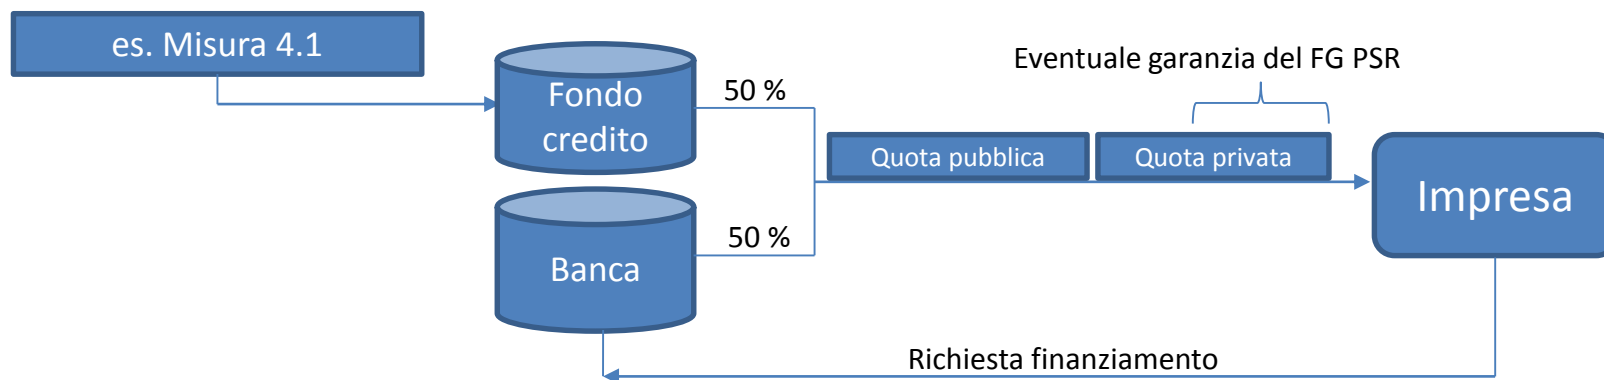 es. Misura 4.1
Fondo
credito
50 %
Eventuale garanzia del FG PSR
Quota pubblica
Quota privata
Impresa
Banca
50 %
Richiesta finanziamento